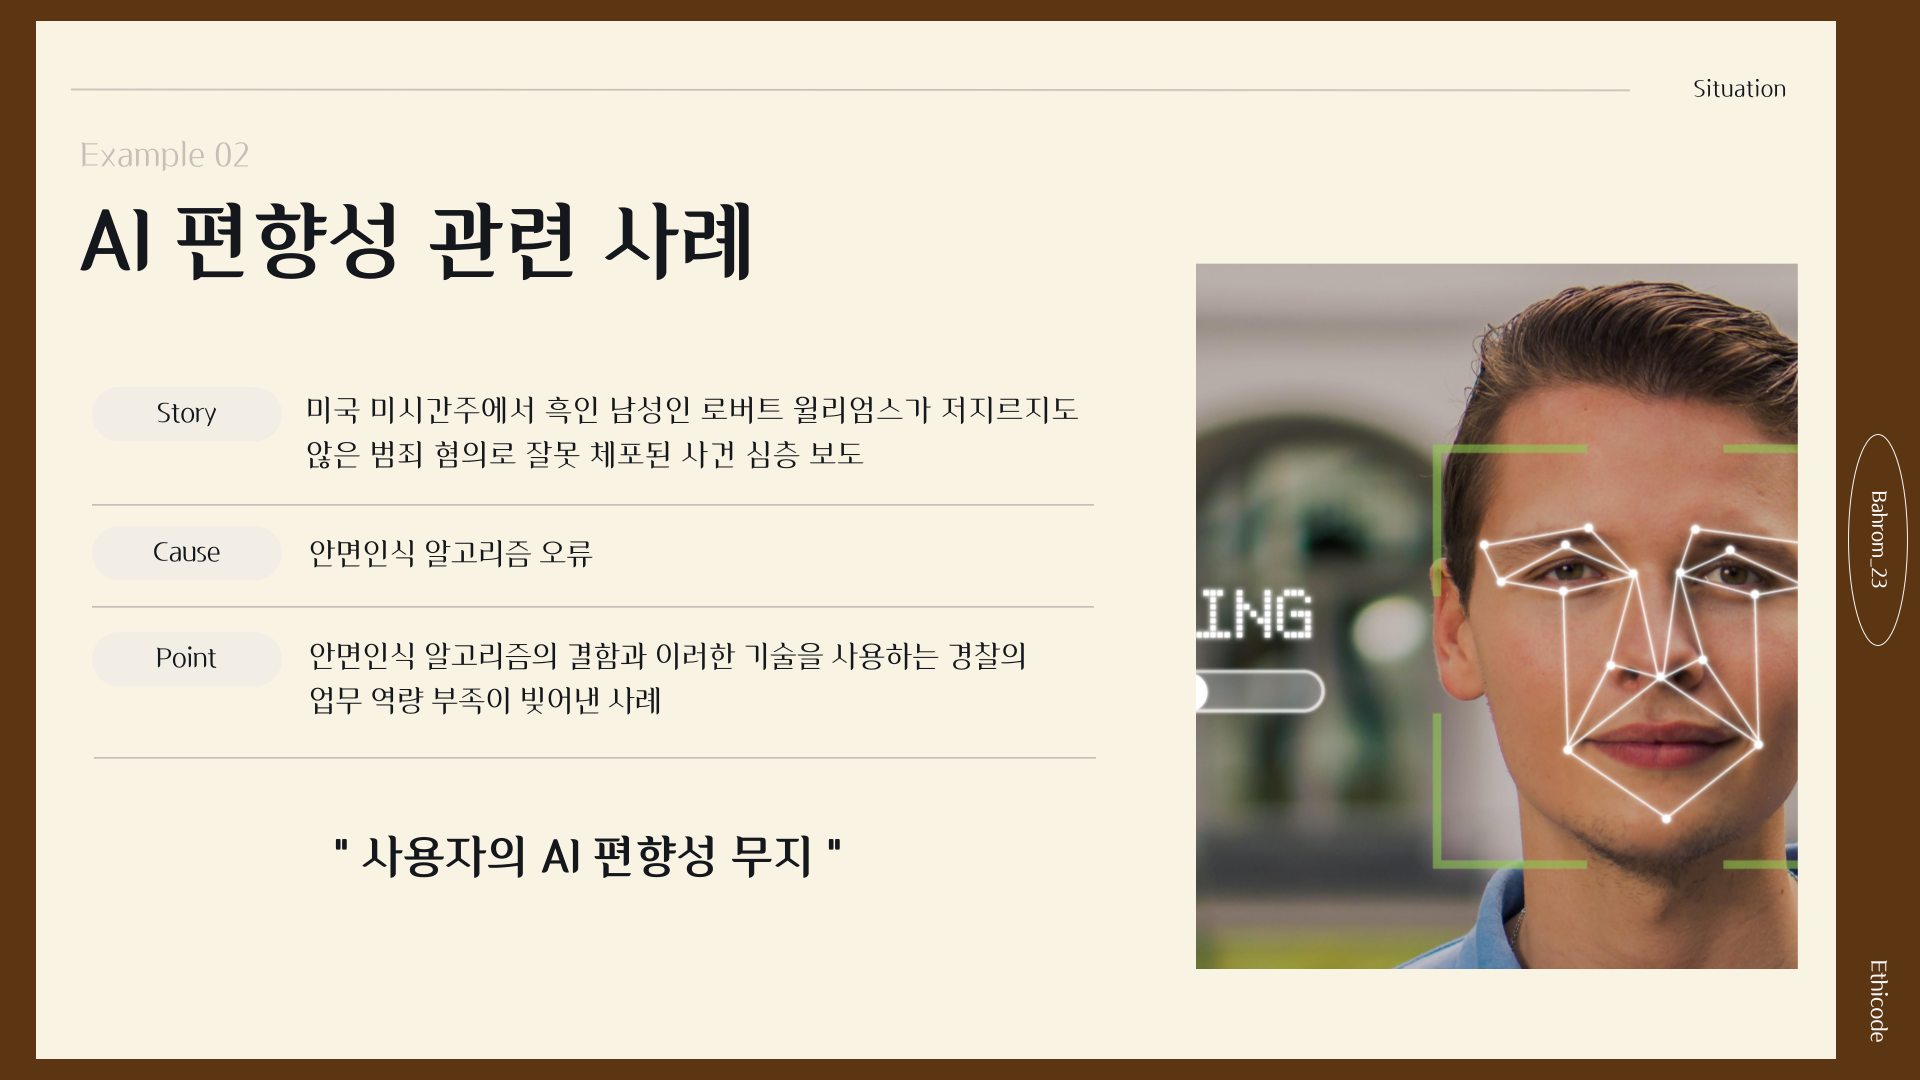 Situation
Example 02
AI 편향성 관련 사례
Story
미국 미시간주에서 흑인 남성인 로버트 윌리엄스가 저지르지도
않은 범죄 혐의로 잘못 체포된 사건 심층 보도
Cause
안면인식 알고리즘 오류
Point
안면인식 알고리즘의 결함과 이러한 기술을 사용하는 경찰의
업무 역량 부족이 빚어낸 사례
" 사용자의 AI 편향성 무지 "
ING
Bahrom_23
Ethicode